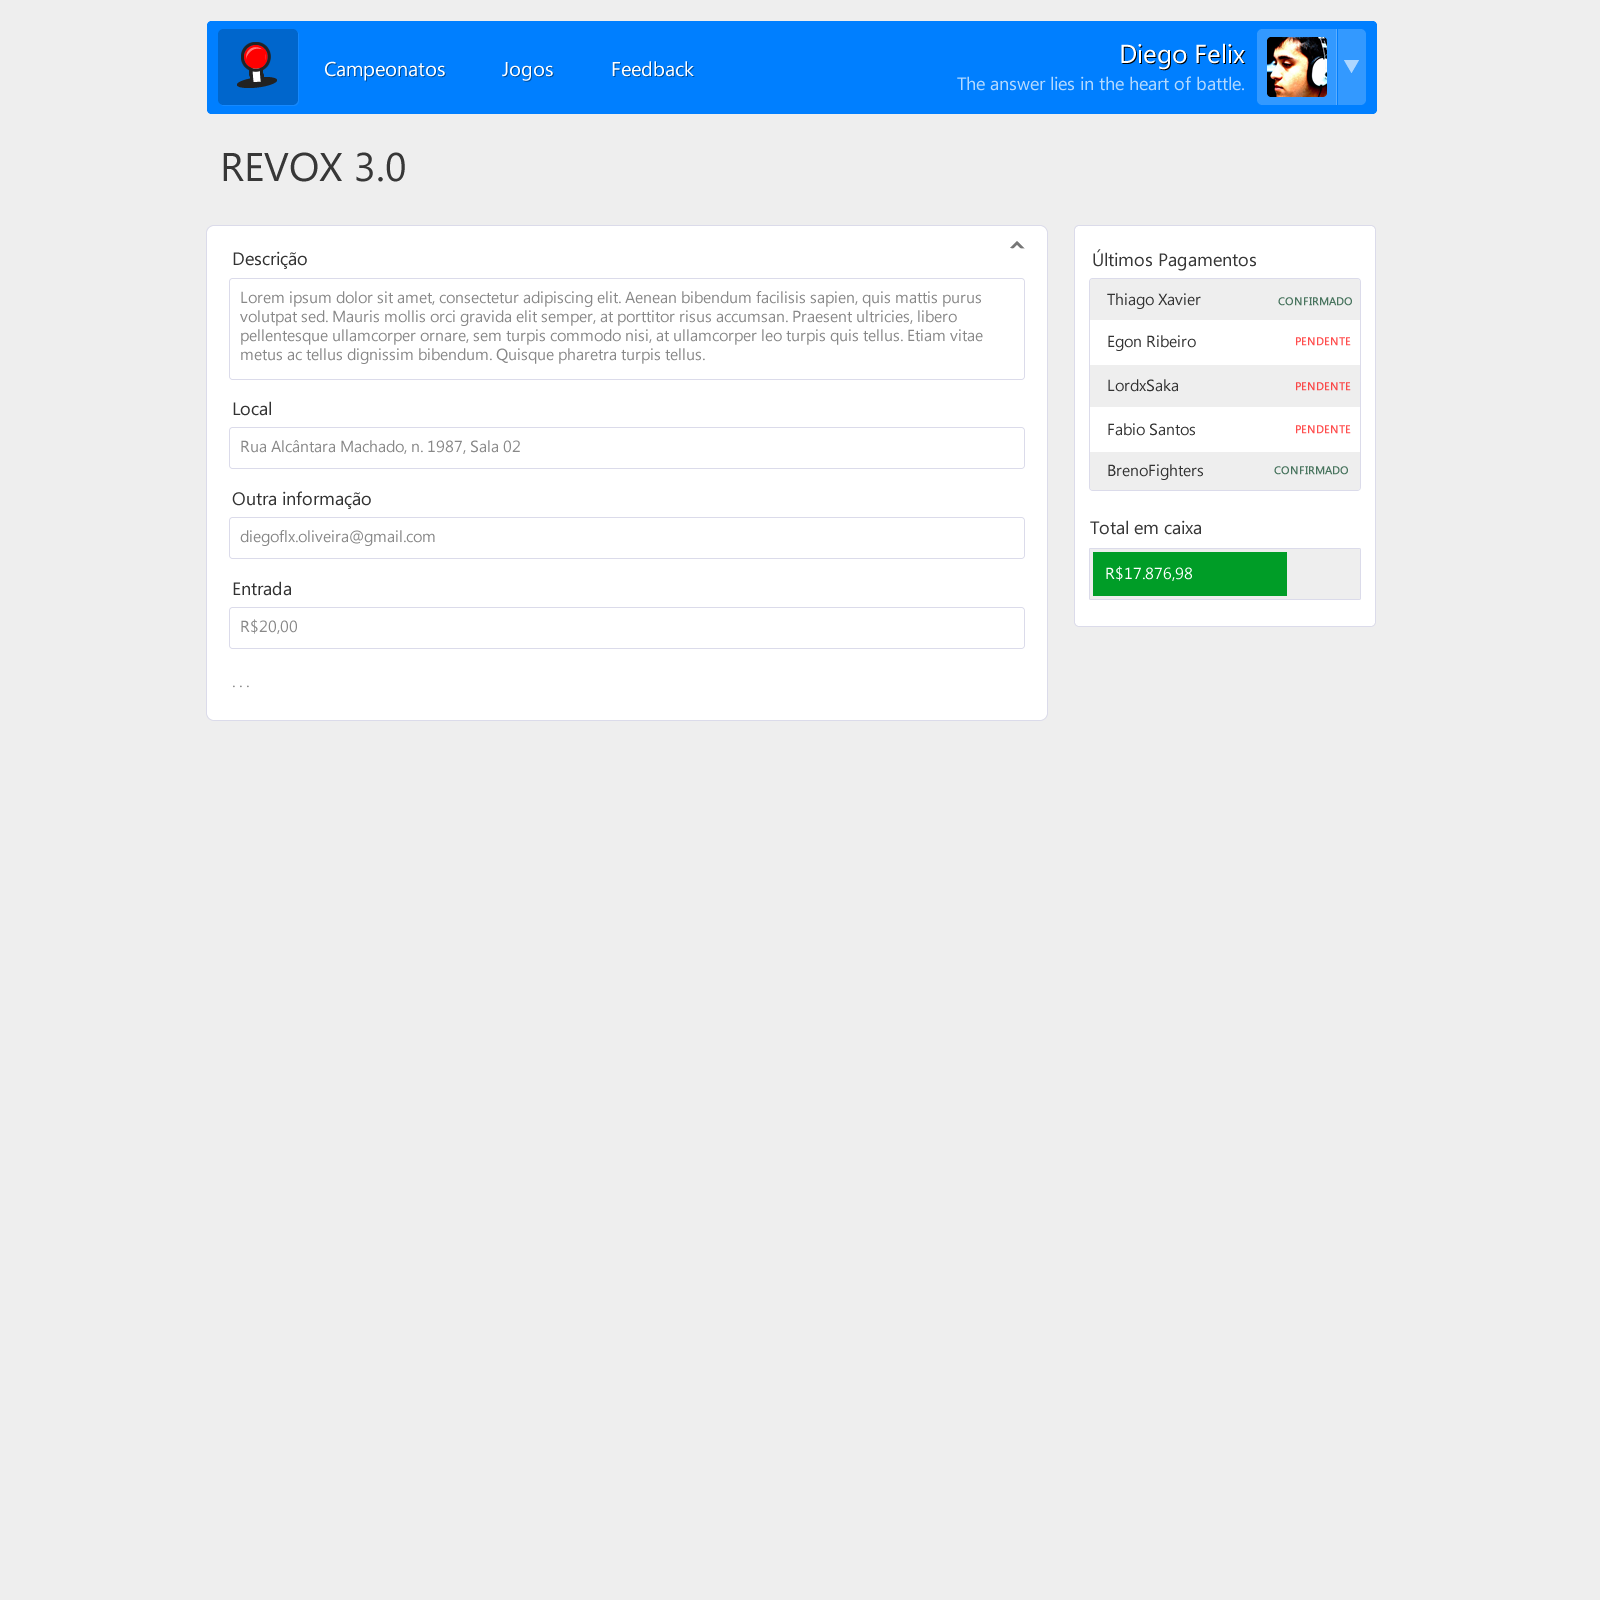 Campeonatos
Jogos
Feedback
Diego Felix
The answer lies in the heart of battle.
REVOX 3.0
Descrição
Lorem ipsum dolor sit amet, consectetur adipiscing elit. Aenean bibendum facilisis sapien, quis mattis purus
volutpat sed. Mauris mollis orci gravida elit semper, at porttitor risus accumsan. Praesent ultricies, libero
pellentesque ullamcorper ornare, sem turpis commodo nisi, at ullamcorper leo turpis quis tellus. Etiam vitae
metus ac tellus dignissim bibendum. Quisque pharetra turpis tellus.
Local
Rua Alcântara Machado, n. 1987, Sala 02
Outra informação
diegoflx.oliveira@gmail.com
Entrada
R$20,00
...
Últimos Pagamentos
Thiago Xavier CONFIRMADO
Egon Ribeiro PENDENTE
LordxSaka PENDENTE
Fabio Santos PENDENTE
BrenoFighters CONFIRMADO
Total em caixa
R$17.876,98